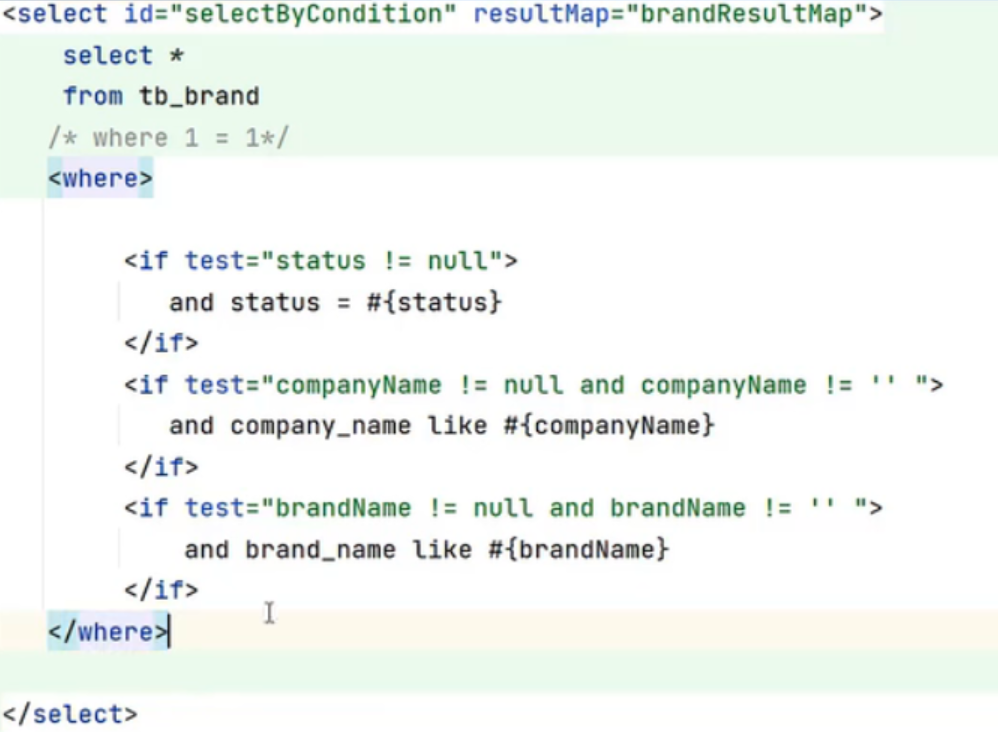 <select id="selectByCondition" resultMap="brandResultMap">
select *
from tb_brand
/* where 1 = 1*/
<where>
<if test="status != null">
and status = #{status}
</if>
<if test="companyName != null and companyName != '' ">
and company_name like #{companyName}
</if>
<if test="brandName != null and brandName != '' ">
and brand_name like #{brandName}
</if>
</where>
</select>